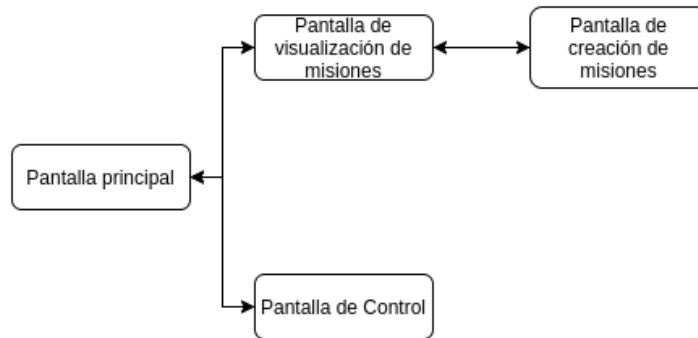 Pantalla de
visualización de
misiones
Pantalla de
creación de
misiones
Pantalla principal
Pantalla de Control